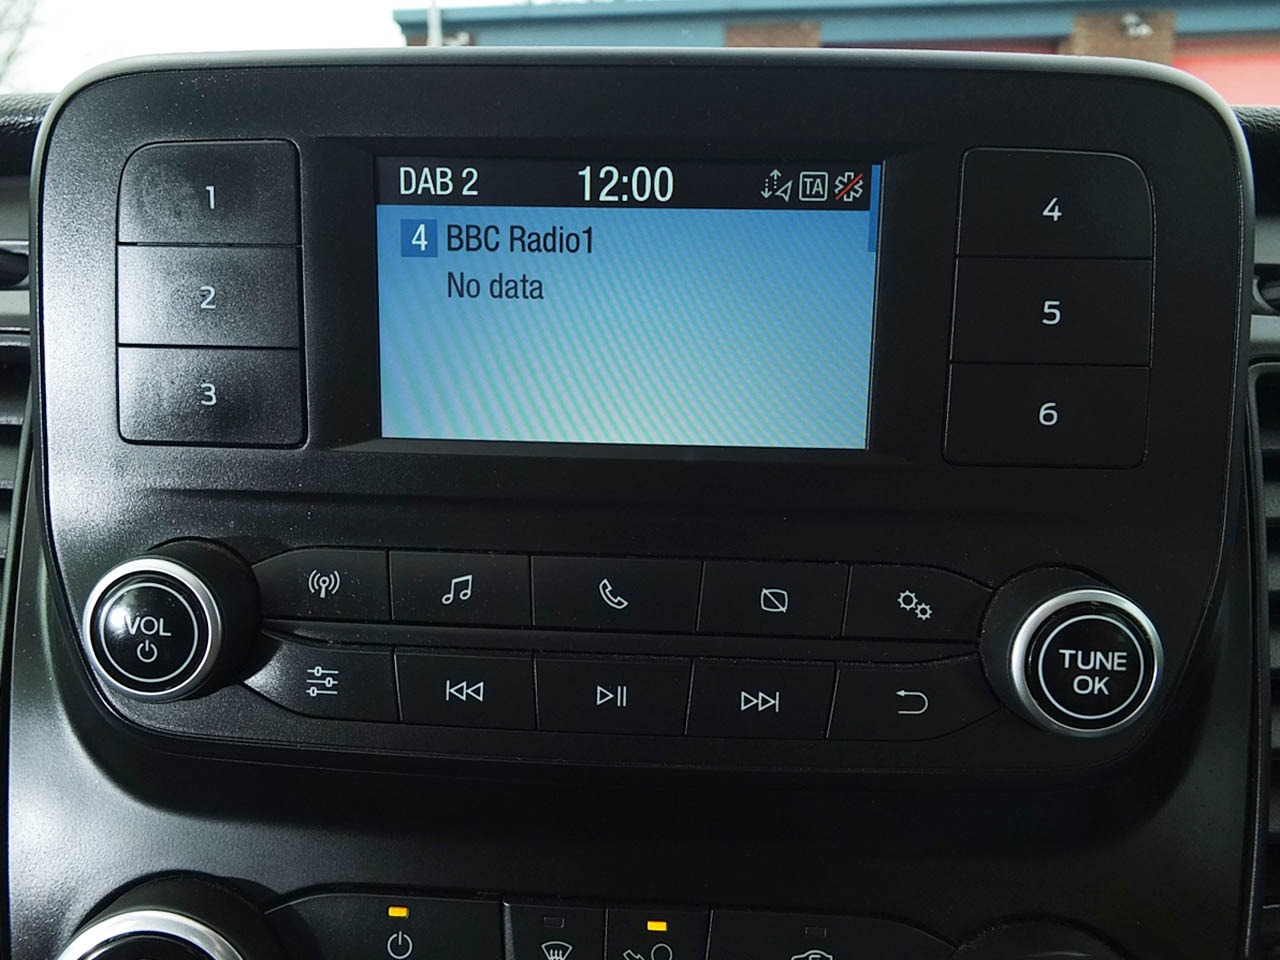 DAB 2 12:00 TA
4 BBC Radio1
No data
1
2
3
4
5
6
VOL
TUNE
OK